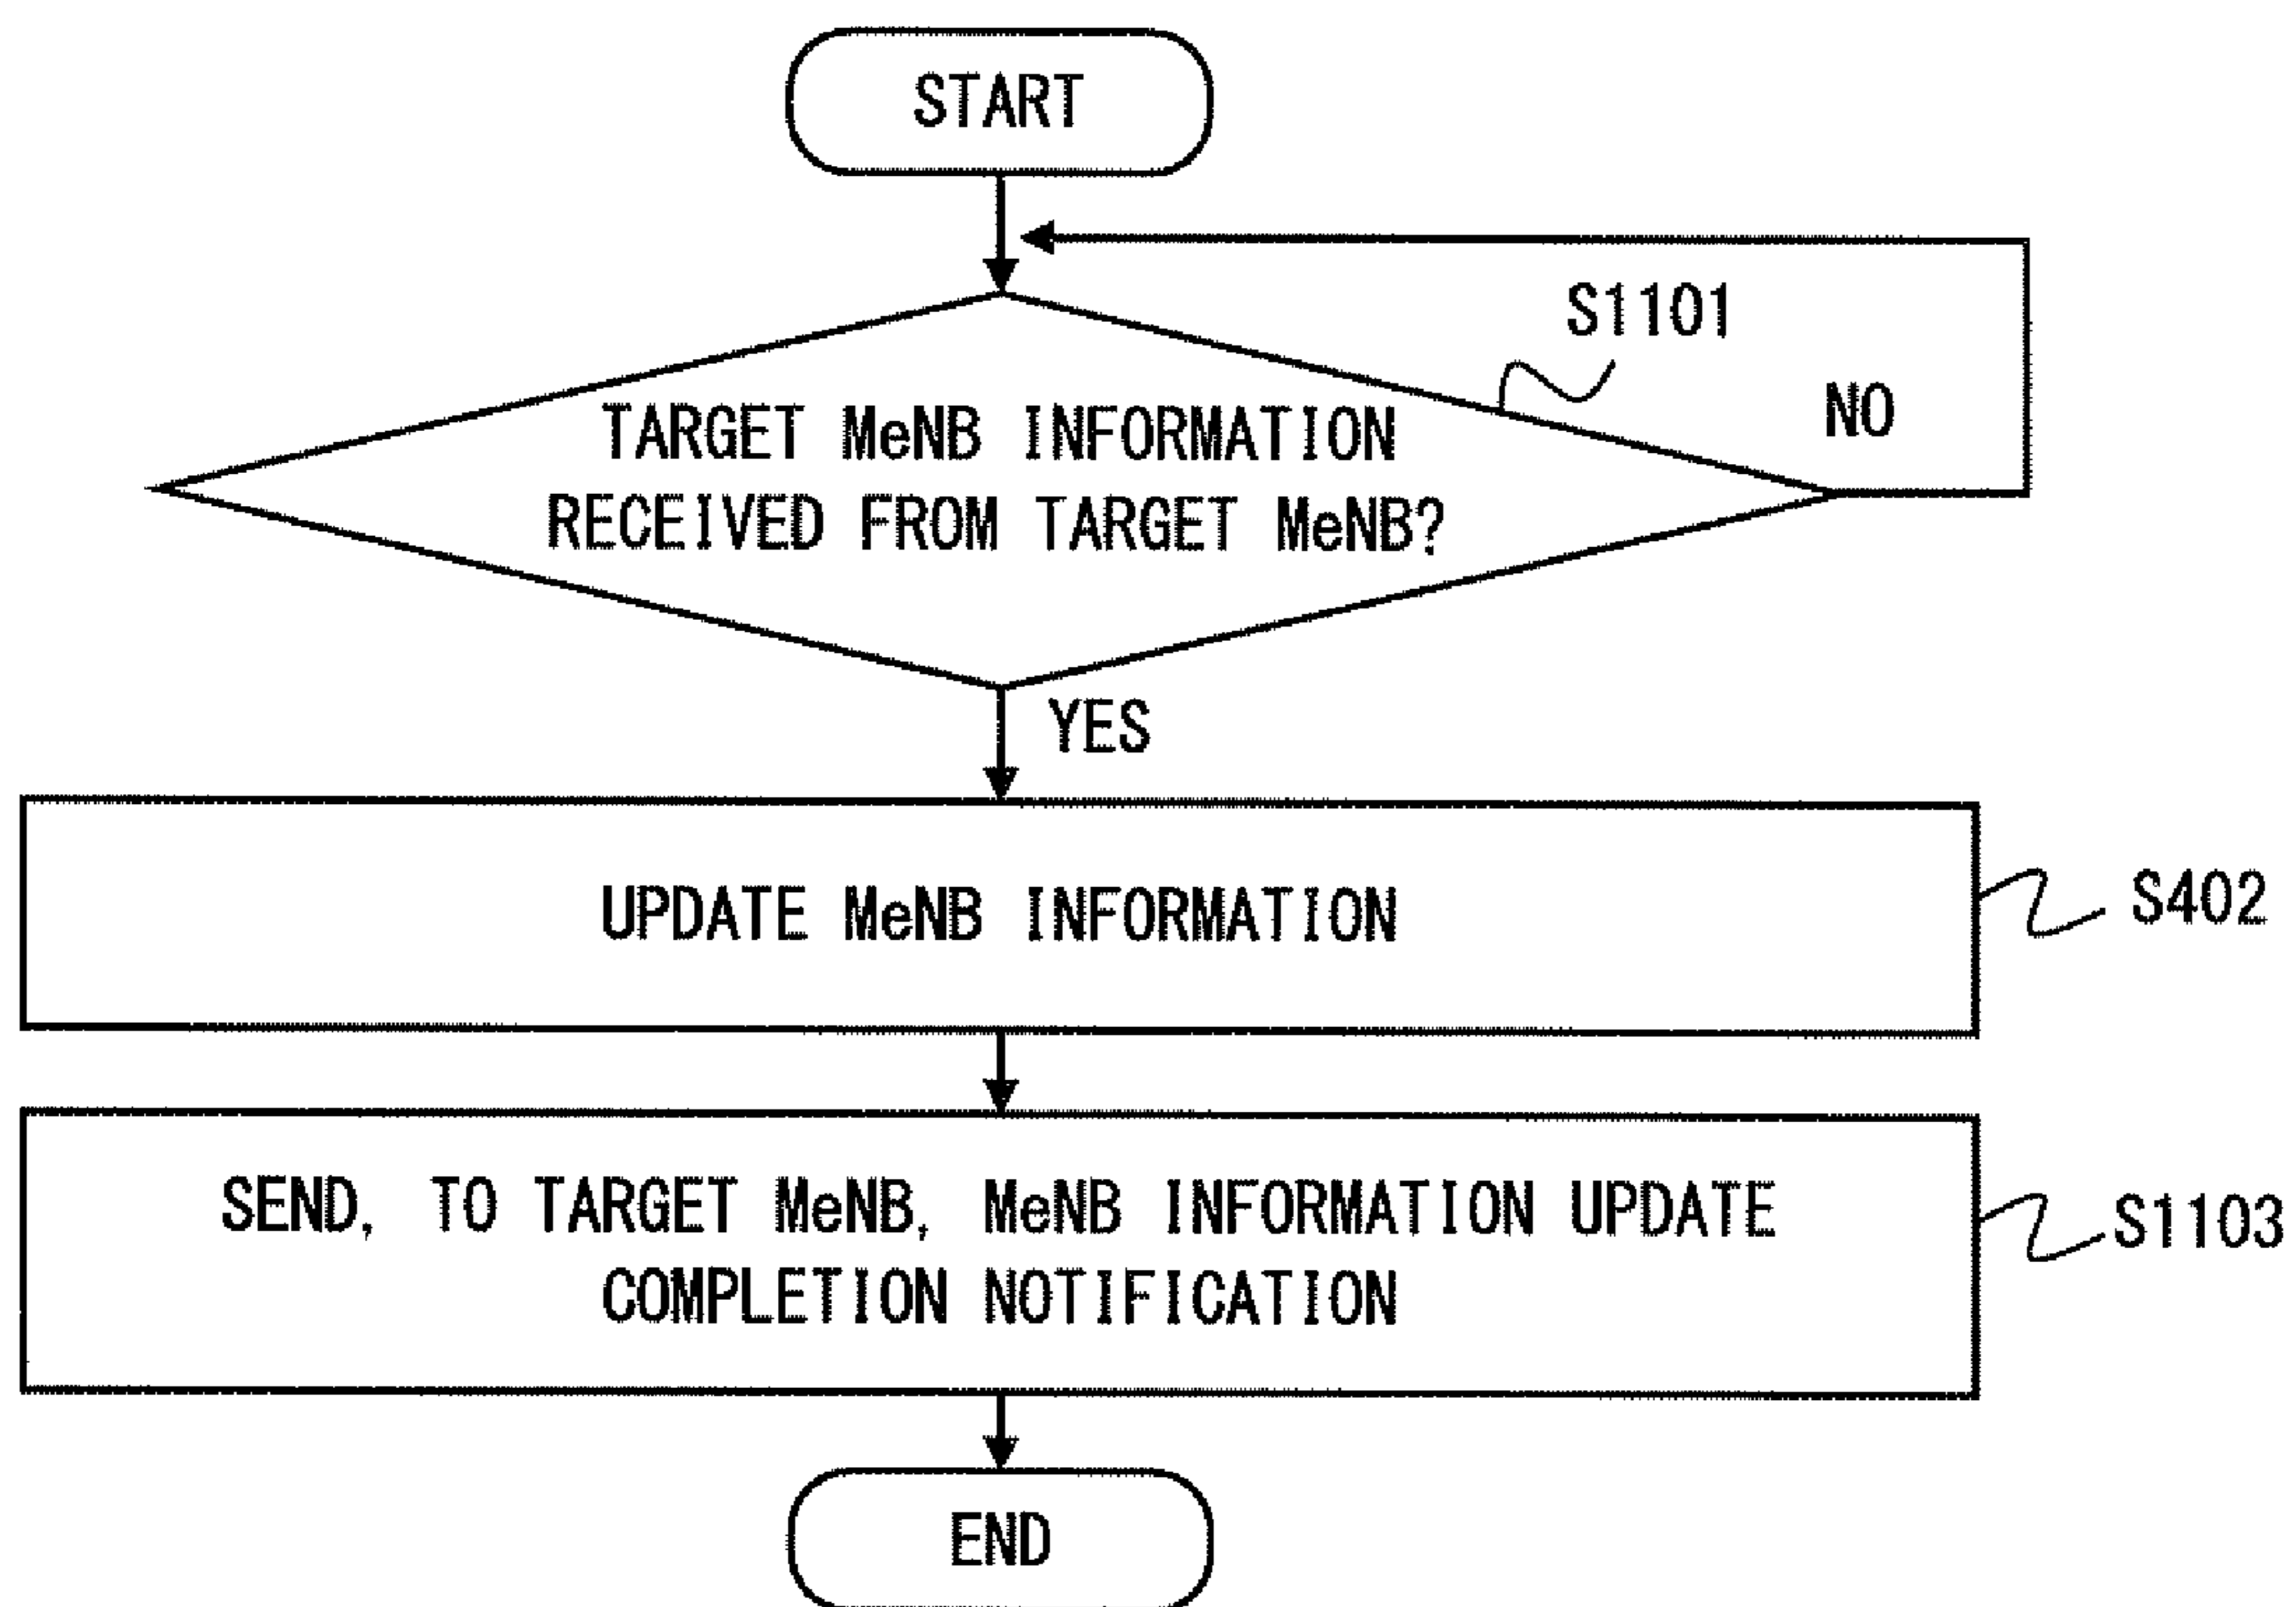 START
S1101
NO
TARGET MeNB INFORMATION
RECEIVED FROM TARGET MeNB?
YES
UPDATE MeNB INFORMATION
S402
SEND, TO TARGET MeNB, MeNB INFORMATION UPDATE
COMPLETION NOTIFICATION
S1103
END